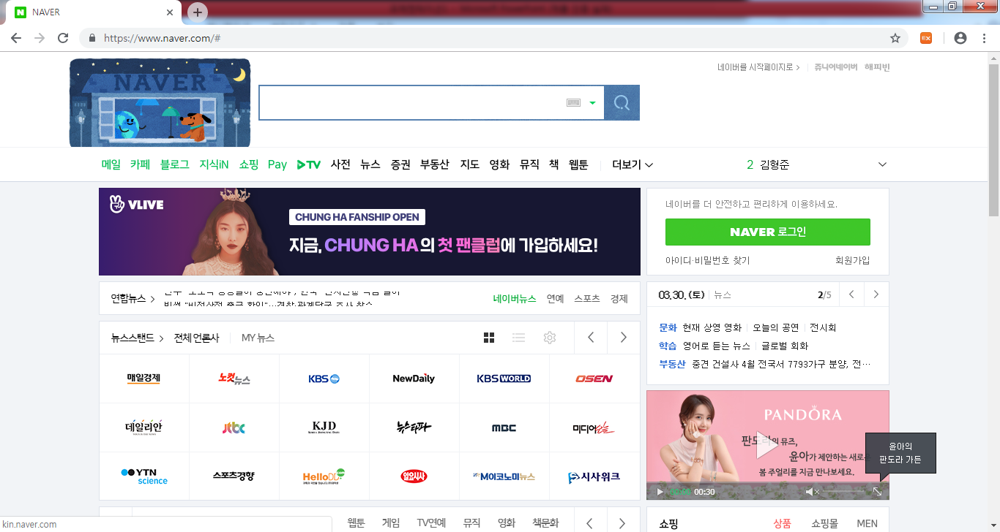 NAVER
https://www.naver.com/#
네이버를 시작페이지로
쥬니어네이버 해피빈
NAVER
메일 카페 블로그 지식iN 쇼핑 Pay TV 사전 뉴스 증권 부동산 지도 영화 뮤직 책 웹툰 더보기
2 김형준
VLIVE
CHUNG HA FANSHIP OPEN
지금, CHUNG HA의 첫 팬클럽에 가입하세요!
네이버를 더 안전하고 편리하게 이용하세요.
NAVER 로그인
아이디·비밀번호 찾기 회원가입
연합뉴스
네이버뉴스 연예 스포츠 경제
03.30.(토) 뉴스 2/5
문화 현재 상영 영화 오늘의 공연 전시회
학습 영어로 듣는 뉴스 글로벌 회화
부동산 중견 건설사 4월 전국서 7793가구 분양, 전…
뉴스스탠드 전체 언론사 MY 뉴스
매일경제 노컷뉴스 KBS NewDaily KBS WORLD OSEN
데일리안 jtbc KJD 뉴스타파 MBC 미디어오늘
YTN science 스포츠경향 HelloDD 일요시사 마이코노미뉴스 시사위크
PANDORA
판도라의 뮤즈,
윤아가 제안하는 새로운
봄 주얼리를 지금 만나보세요.
윤아의
판도라 가든
00:00 00:30
웹툰 게임 TV연예 뮤직 영화 책문화
쇼핑 상품 쇼핑몰 MEN
kin.naver.com